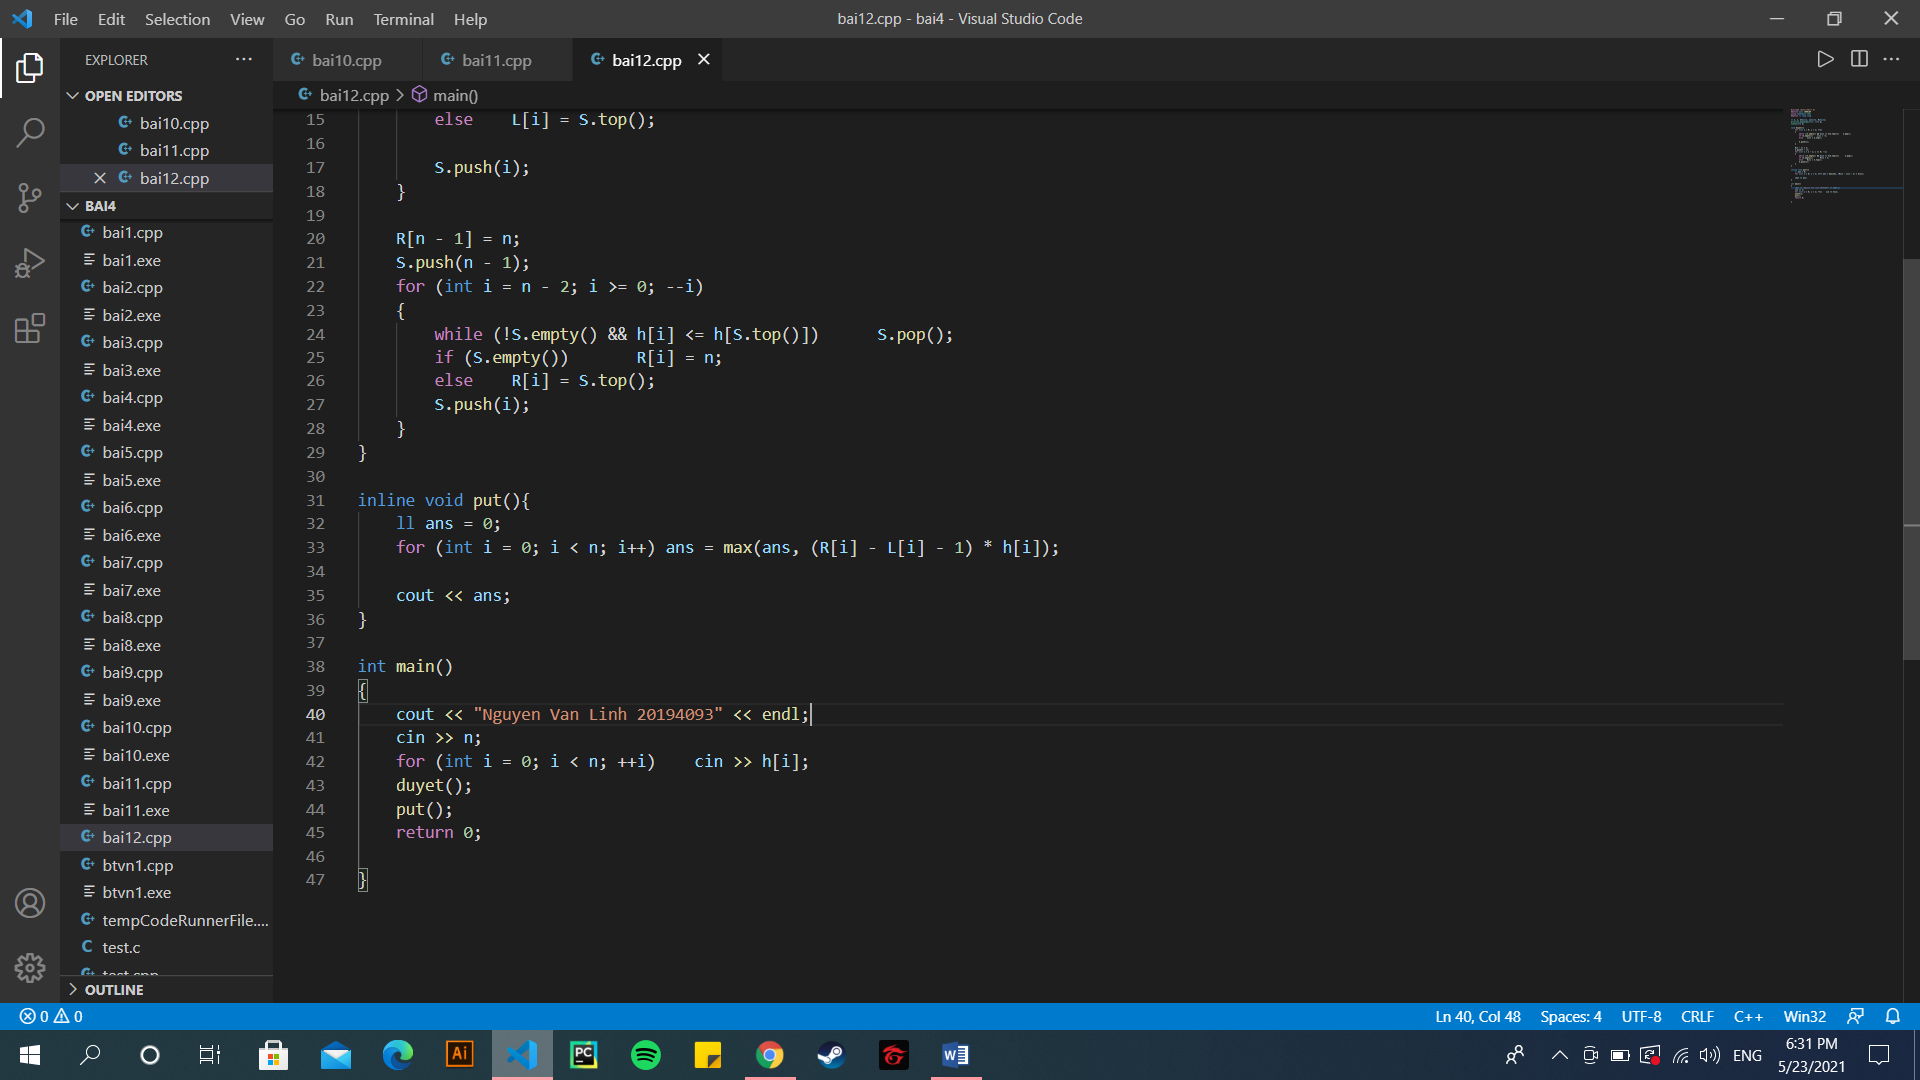 File Edit Selection View Go Run Terminal Help
bai12.cpp - bai4 - Visual Studio Code
EXPLORER
OPEN EDITORS
bai10.cpp
bai11.cpp
bai12.cpp
BAI4
bai1.cpp
bai1.exe
bai2.cpp
bai2.exe
bai3.cpp
bai3.exe
bai4.cpp
bai4.exe
bai5.cpp
bai5.exe
bai6.cpp
bai6.exe
bai7.cpp
bai7.exe
bai8.cpp
bai8.exe
bai9.cpp
bai9.exe
bai10.cpp
bai10.exe
bai11.cpp
bai11.exe
bai12.cpp
btvn1.cpp
btvn1.exe
tempCodeRunnerFile....
test.c
test.cpp
OUTLINE
bai10.cpp bai11.cpp bai12.cpp
bai12.cpp > main()
15 else L[i] = S.top();
16
17 S.push(i);
18 }
19
20 R[n - 1] = n;
21 S.push(n - 1);
22 for (int i = n - 2; i >= 0; --i)
23 {
24 while (!S.empty() && h[i] <= h[S.top()]) S.pop();
25 if (S.empty()) R[i] = n;
26 else R[i] = S.top();
27 S.push(i);
28 }
29 }
30
31 inline void put(){
32 ll ans = 0;
33 for (int i = 0; i < n; i++) ans = max(ans, (R[i] - L[i] - 1) * h[i]);
34
35 cout << ans;
36 }
37
38 int main()
39 {
40 cout << "Nguyen Van Linh 20194093" << endl;
41 cin >> n;
42 for (int i = 0; i < n; ++i) cin >> h[i];
43 duyet();
44 put();
45 return 0;
46
47 }
0 0
Ln 40, Col 48 Spaces: 4 UTF-8 CRLF C++ Win32
Ai
PC
W
ENG
6:31 PM
5/23/2021